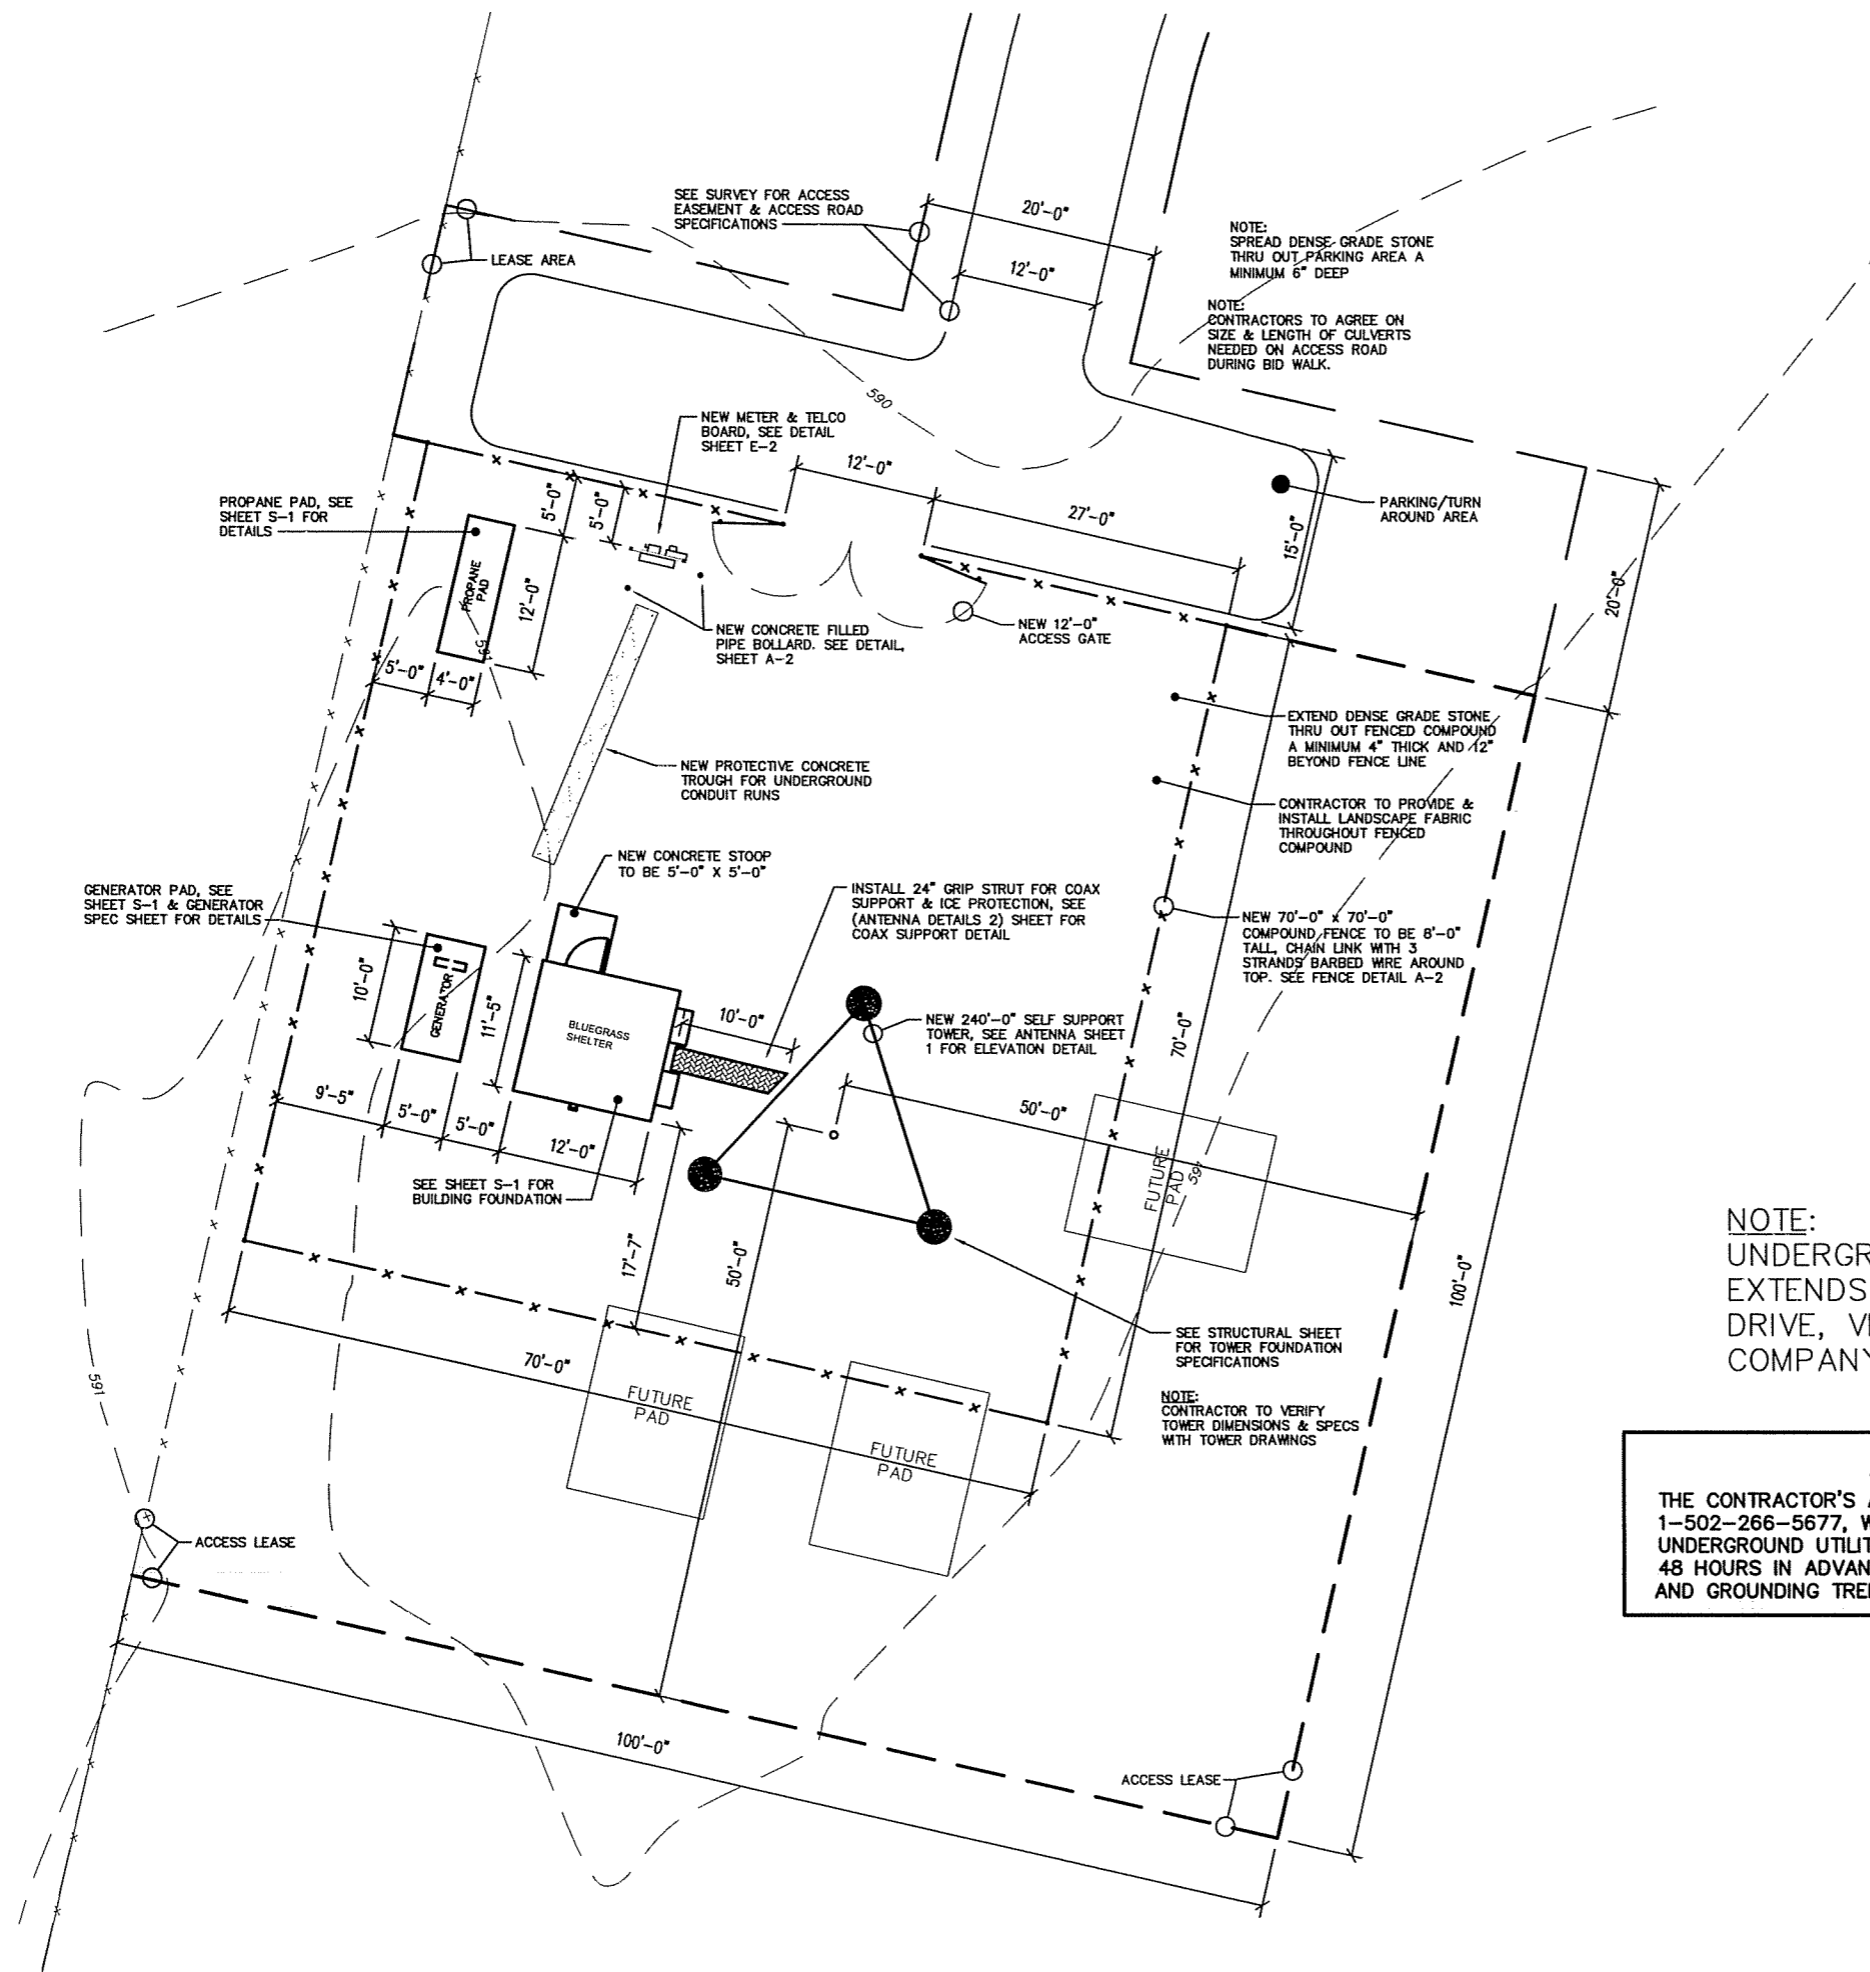 SEE SURVEY FOR ACCESS
EASEMENT & ACCESS ROAD
SPECIFICATIONS
20'-0"
12'-0"
NOTE:
SPREAD DENSE GRADE STONE
THRU OUT PARKING AREA A
MINIMUM 6" DEEP
NOTE:
CONTRACTORS TO AGREE ON
SIZE & LENGTH OF CULVERTS
NEEDED ON ACCESS ROAD
DURING BID WALK.
LEASE AREA
590
NEW METER & TELCO
BOARD, SEE DETAIL
SHEET E-2
12'-0"
27'-0"
15'-0"
PARKING/TURN
AROUND AREA
20'-0"
PROPANE PAD, SEE
SHEET S-1 FOR
DETAILS
5'-0"
5'-0"
PROPANE
PAD
12'-0"
591
5'-0"
4'-0"
NEW CONCRETE FILLED
PIPE BOLLARD. SEE DETAIL,
SHEET A-2
NEW 12'-0"
ACCESS GATE
EXTEND DENSE GRADE STONE
THRU OUT FENCED COMPOUND
A MINIMUM 4" THICK AND 12"
BEYOND FENCE LINE
NEW PROTECTIVE CONCRETE
TROUGH FOR UNDERGROUND
CONDUIT RUNS
CONTRACTOR TO PROVIDE &
INSTALL LANDSCAPE FABRIC
THROUGHOUT FENCED
COMPOUND
NEW CONCRETE STOOP
TO BE 5'-0" X 5'-0"
GENERATOR PAD, SEE
SHEET S-1 & GENERATOR
SPEC SHEET FOR DETAILS
INSTALL 24" GRIP STRUT FOR COAX
SUPPORT & ICE PROTECTION, SEE
(ANTENNA DETAILS 2) SHEET FOR
COAX SUPPORT DETAIL
NEW 70'-0" x 70'-0"
COMPOUND FENCE TO BE 8'-0"
TALL, CHAIN LINK WITH 3
STRANDS BARBED WIRE AROUND
TOP. SEE FENCE DETAIL A-2
10'-0"
GENERATOR
11'-5"
BLUEGRASS
SHELTER
10'-0"
NEW 240'-0" SELF SUPPORT
TOWER, SEE ANTENNA SHEET
1 FOR ELEVATION DETAIL
70'-0"
9'-5"
5'-0"
5'-0"
12'-0"
50'-0"
SEE SHEET S-1 FOR
BUILDING FOUNDATION
FUTURE
PAD
591
17'-7"
50'-0"
100'-0"
NOTE:
UNDERGR
EXTENDS
DRIVE, V
COMPANY
SEE STRUCTURAL SHEET
FOR TOWER FOUNDATION
SPECIFICATIONS
NOTE:
CONTRACTOR TO VERIFY
TOWER DIMENSIONS & SPECS
WITH TOWER DRAWINGS
591
70'-0"
FUTURE
PAD
FUTURE
PAD
THE CONTRACTOR'S
1-502-266-5677, W
UNDERGROUND UTILIT
48 HOURS IN ADVAN
AND GROUNDING TRE
ACCESS LEASE
100'-0"
ACCESS LEASE